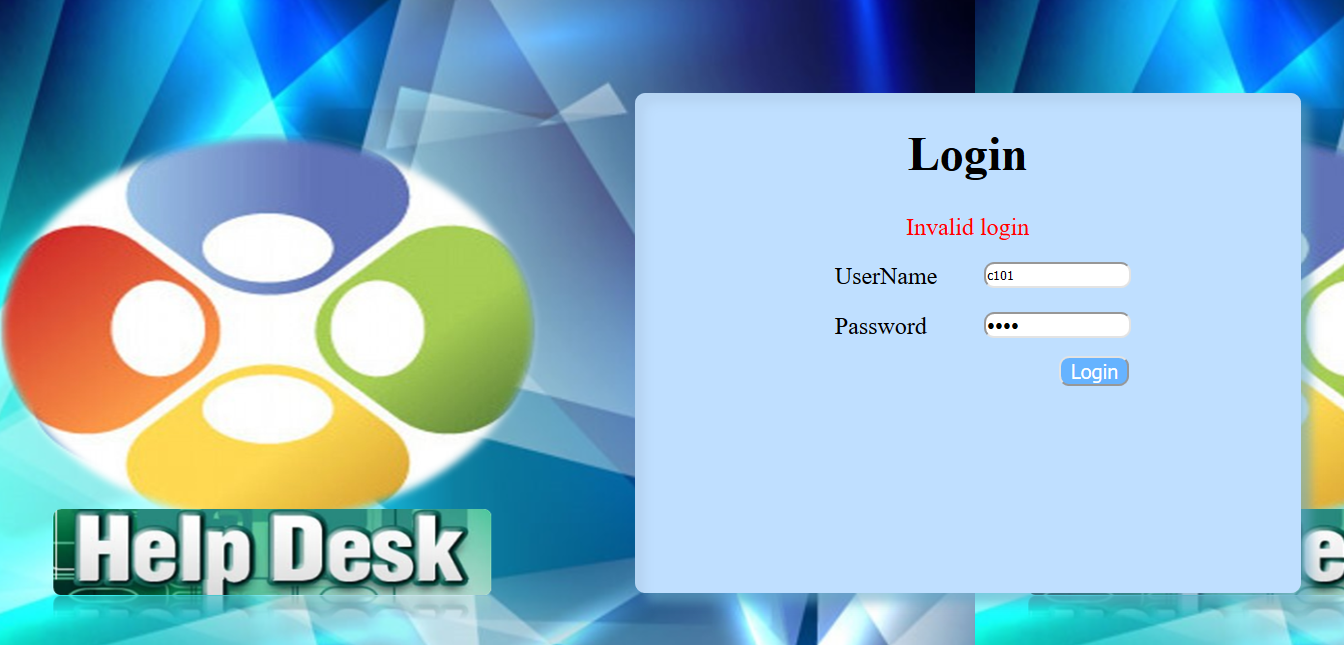 Login
Invalid login
UserName c101
Password ••••
Login
Help Desk
e